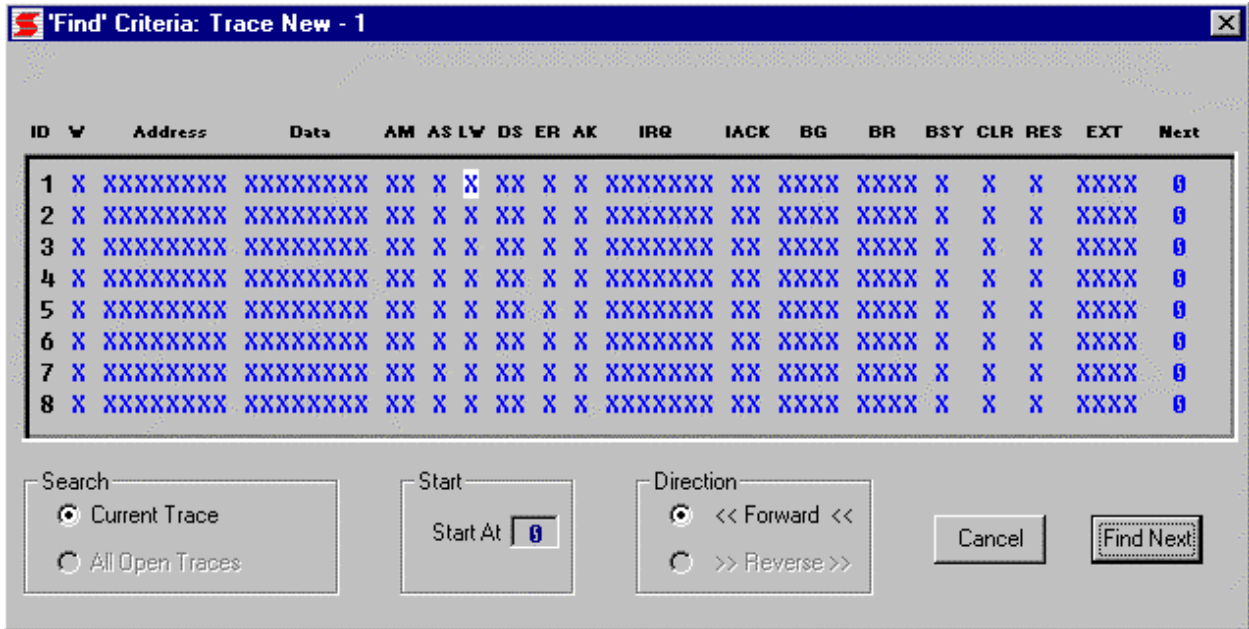 'Find' Criteria: Trace New - 1
ID W Address Data AM AS LW DS ER AK IRQ IACK BG BR BSY CLR RES EXT Next
1 X XXXXXXXX XXXXXXXX XX X X XX X X XXXXXXX XX XXXX XXXX X X X XXXX 0
2 X XXXXXXXX XXXXXXXX XX X X XX X X XXXXXXX XX XXXX XXXX X X X XXXX 0
3 X XXXXXXXX XXXXXXXX XX X X XX X X XXXXXXX XX XXXX XXXX X X X XXXX 0
4 X XXXXXXXX XXXXXXXX XX X X XX X X XXXXXXX XX XXXX XXXX X X X XXXX 0
5 X XXXXXXXX XXXXXXXX XX X X XX X X XXXXXXX XX XXXX XXXX X X X XXXX 0
6 X XXXXXXXX XXXXXXXX XX X X XX X X XXXXXXX XX XXXX XXXX X X X XXXX 0
7 X XXXXXXXX XXXXXXXX XX X X XX X X XXXXXXX XX XXXX XXXX X X X XXXX 0
8 X XXXXXXXX XXXXXXXX XX X X XX X X XXXXXXX XX XXXX XXXX X X X XXXX 0
Search
Current Trace
All Open Traces
Start
Start At 0
Direction
<< Forward <<
>> Reverse >>
Cancel
Find Next